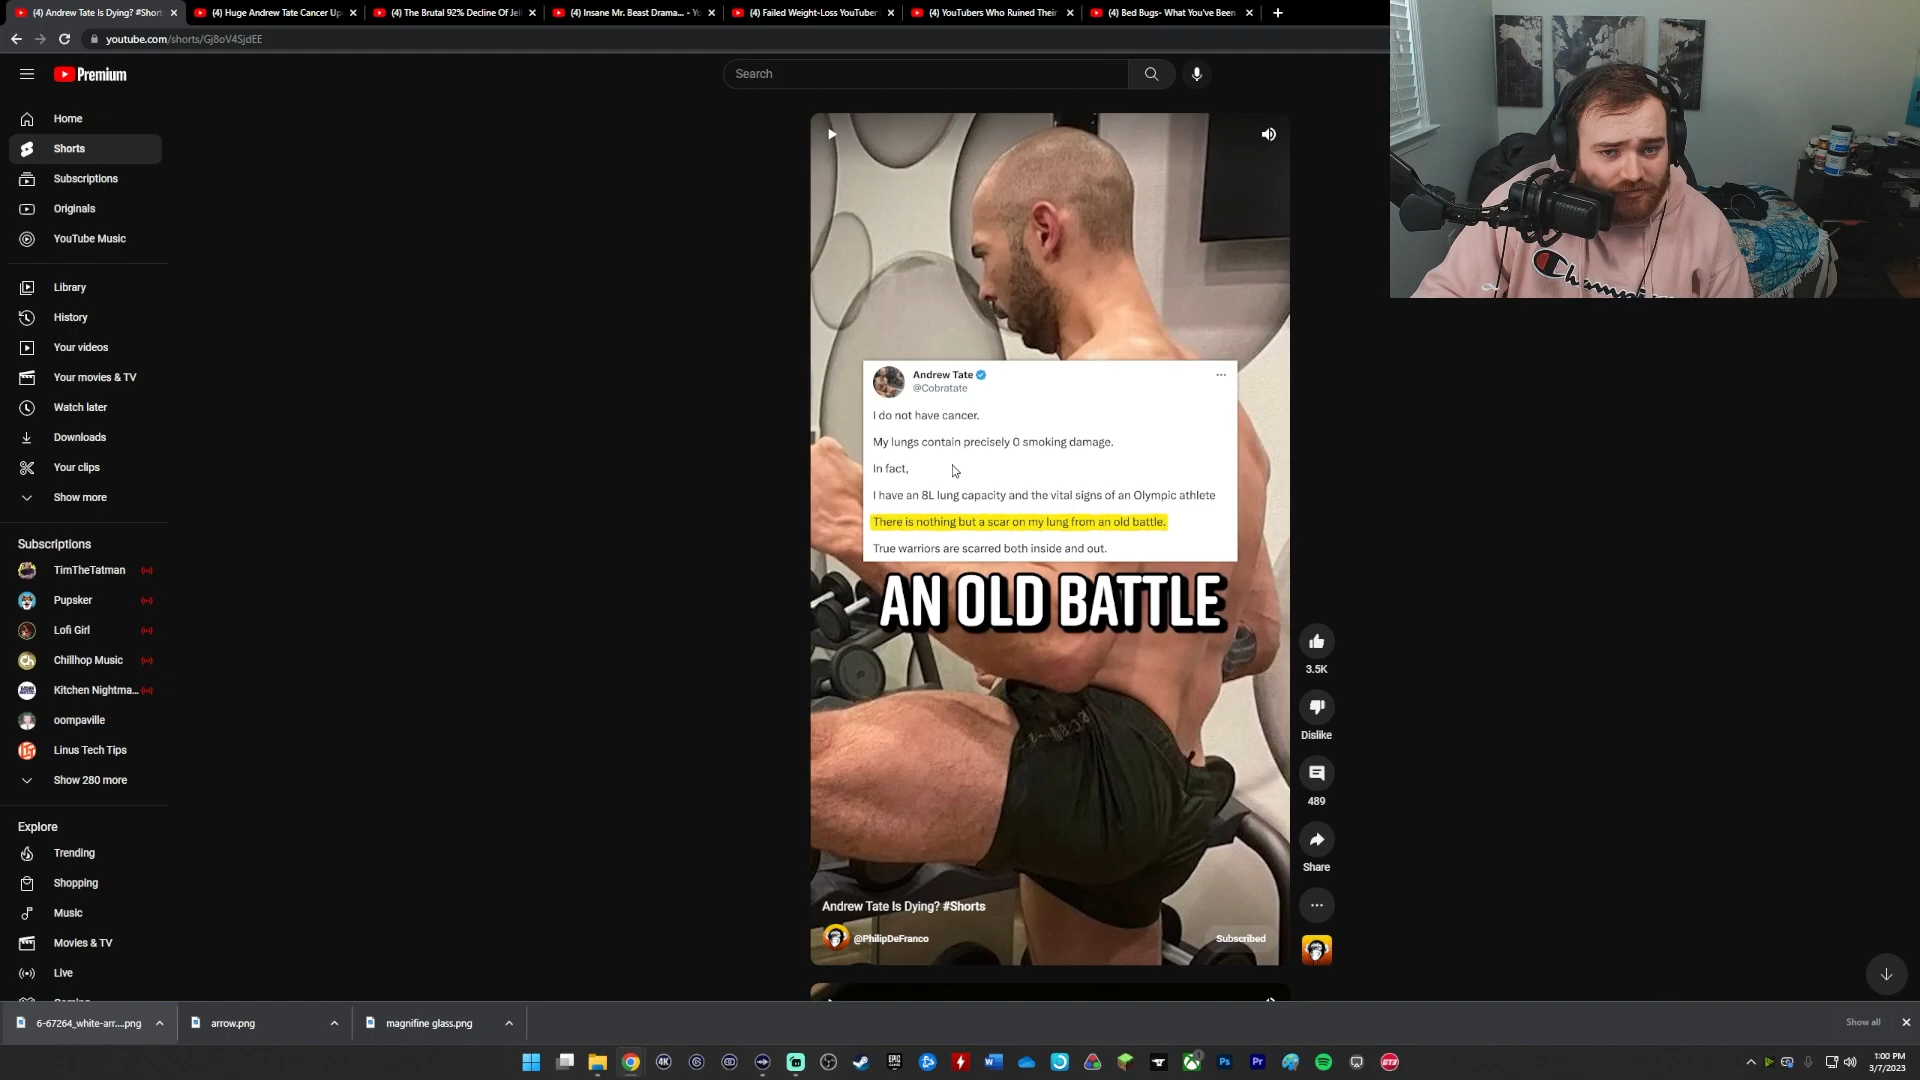 (4) Andrew Tate Is Dying? #Short
(4) Huge Andrew Tate Cancer Up
(4) The Brutal 92% Decline Of Jel
(4) Insane Mr. Beast Drama... - Yo
(4) Failed Weight-Loss YouTuber
(4) YouTubers Who Ruined Their
(4) Bed Bugs- What You've Been
youtube.com/shorts/Gj8oV4SjdEE
Premium
Search
Home
Shorts
Subscriptions
Originals
YouTube Music
Library
History
Your videos
Your movies & TV
Watch later
Downloads
Your clips
Show more
Subscriptions
TimTheTatman
Pupsker
Lofi Girl
Chillhop Music
Kitchen Nightma...
oompaville
Linus Tech Tips
Show 280 more
Explore
Trending
Shopping
Music
Movies & TV
Live
Champion
Andrew Tate
@Cobratate
I do not have cancer.
My lungs contain precisely 0 smoking damage.
In fact,
I have an 8L lung capacity and the vital signs of an Olympic athlete
There is nothing but a scar on my lung from an old battle.
True warriors are scarred both inside and out.
AN OLD BATTLE
3.5K
Dislike
489
Share
Andrew Tate Is Dying? #Shorts
@PhilipDeFranco
Subscribed
6-67264_white-arr....png
arrow.png
magnifine glass.png
Show all
1:00 PM
3/7/2023